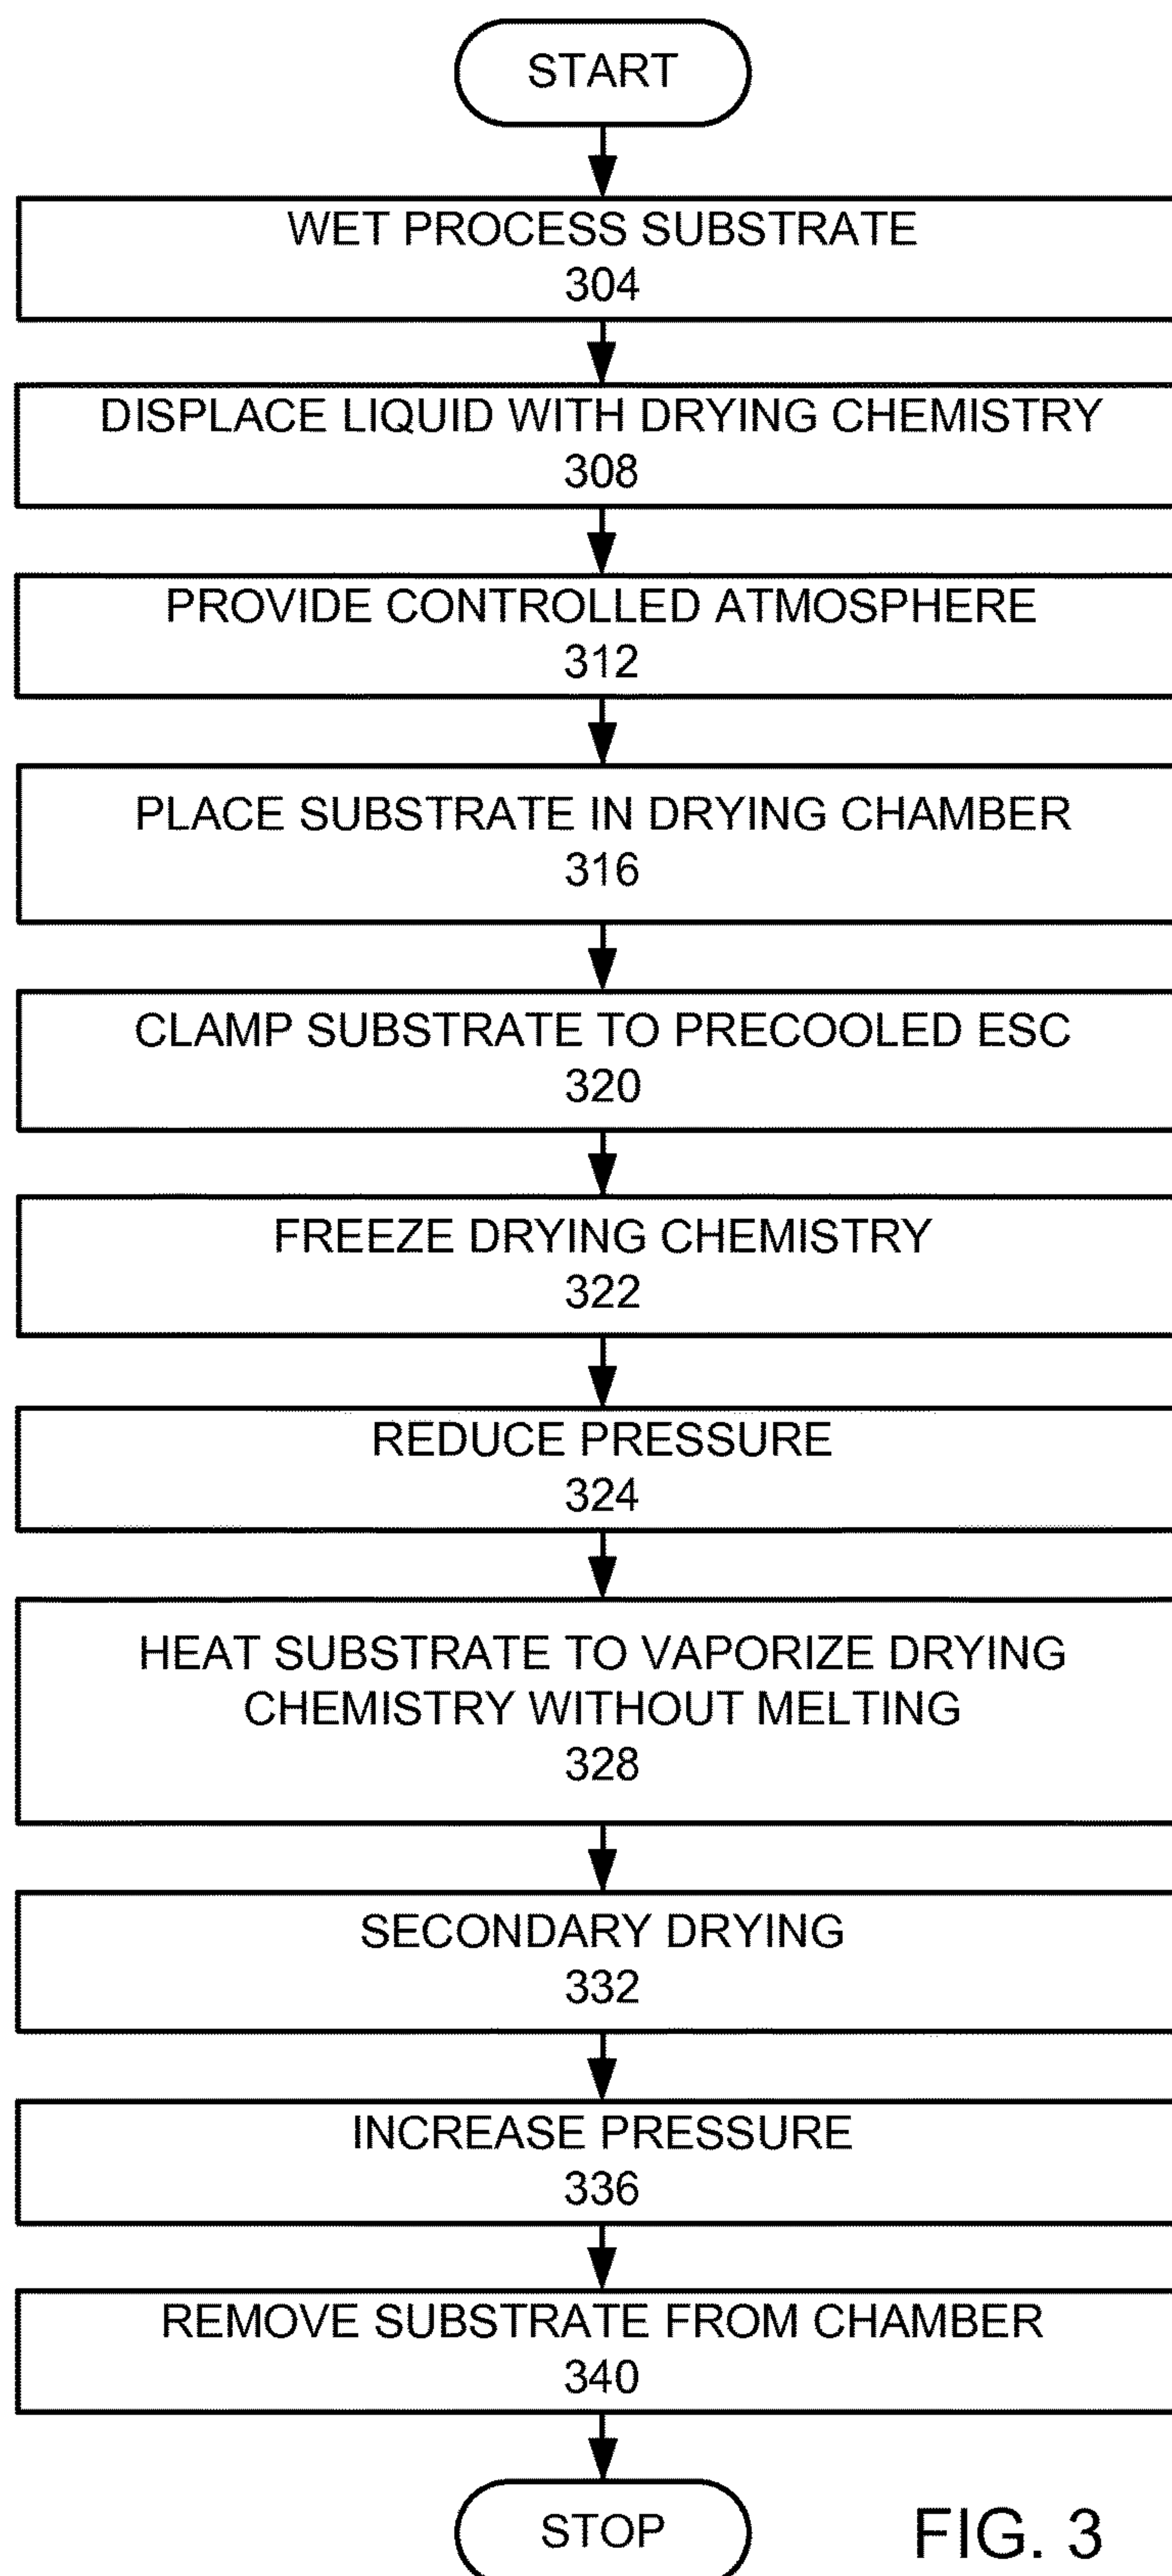 START
WET PROCESS SUBSTRATE
304
DISPLACE LIQUID WITH DRYING CHEMISTRY
308
PROVIDE CONTROLLED ATMOSPHERE
312
PLACE SUBSTRATE IN DRYING CHAMBER
316
CLAMP SUBSTRATE TO PRECOOLED ESC
320
FREEZE DRYING CHEMISTRY
322
REDUCE PRESSURE
324
HEAT SUBSTRATE TO VAPORIZE DRYING
CHEMISTRY WITHOUT MELTING
328
SECONDARY DRYING
332
INCREASE PRESSURE
336
REMOVE SUBSTRATE FROM CHAMBER
340
STOP
FIG. 3